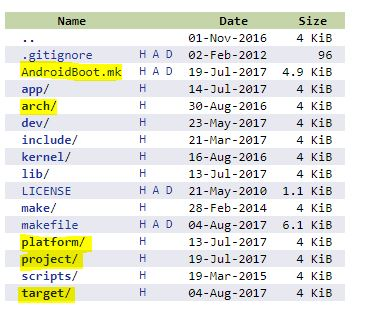 Name Date Size
.. 01-Nov-2016 4 KiB
.gitignore H A D 02-Feb-2012 96
AndroidBoot.mk H A D 19-Jul-2017 4.9 KiB
app/ H 14-Jul-2017 4 KiB
arch/ H 30-Aug-2016 4 KiB
dev/ H 23-May-2017 4 KiB
include/ H 21-Mar-2017 4 KiB
kernel/ H 16-Aug-2016 4 KiB
lib/ H 13-Jul-2017 4 KiB
LICENSE H A D 21-May-2010 1.1 KiB
make/ H 28-Feb-2014 4 KiB
makefile H A D 04-Aug-2017 6.1 KiB
platform/ H 13-Jul-2017 4 KiB
project/ H 19-Jul-2017 4 KiB
scripts/ H 19-Mar-2015 4 KiB
target/ H 04-Aug-2017 4 KiB